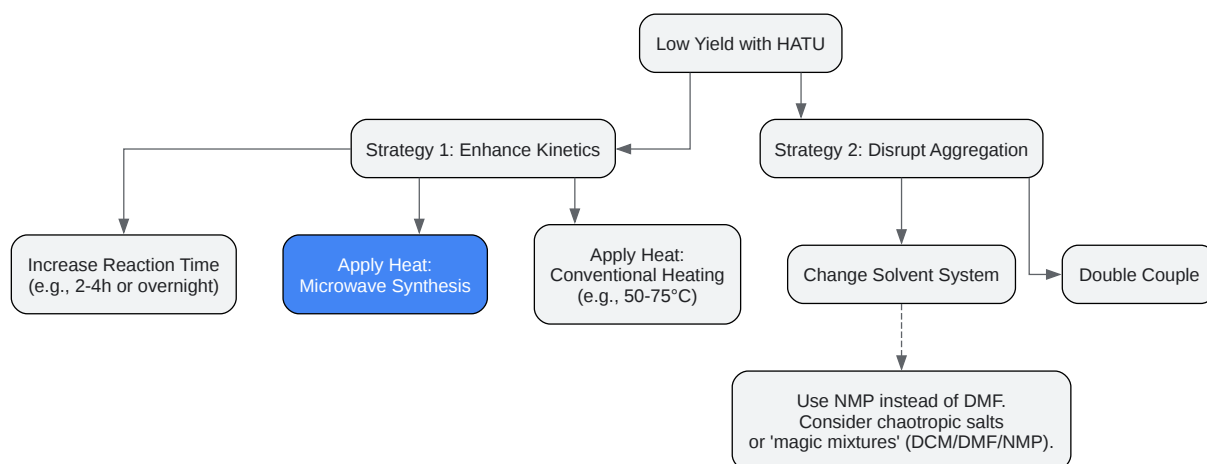 Low Yield with HATU
Strategy 1: Enhance Kinetics
Strategy 2: Disrupt Aggregation
Increase Reaction Time
(e.g., 2-4h or overnight)
Apply Heat:
Microwave Synthesis
Apply Heat:
Conventional Heating
(e.g., 50-75°C)
Change Solvent System
Double Couple
Use NMP instead of DMF.
Consider chaotropic salts
or 'magic mixtures' (DCM/DMF/NMP).